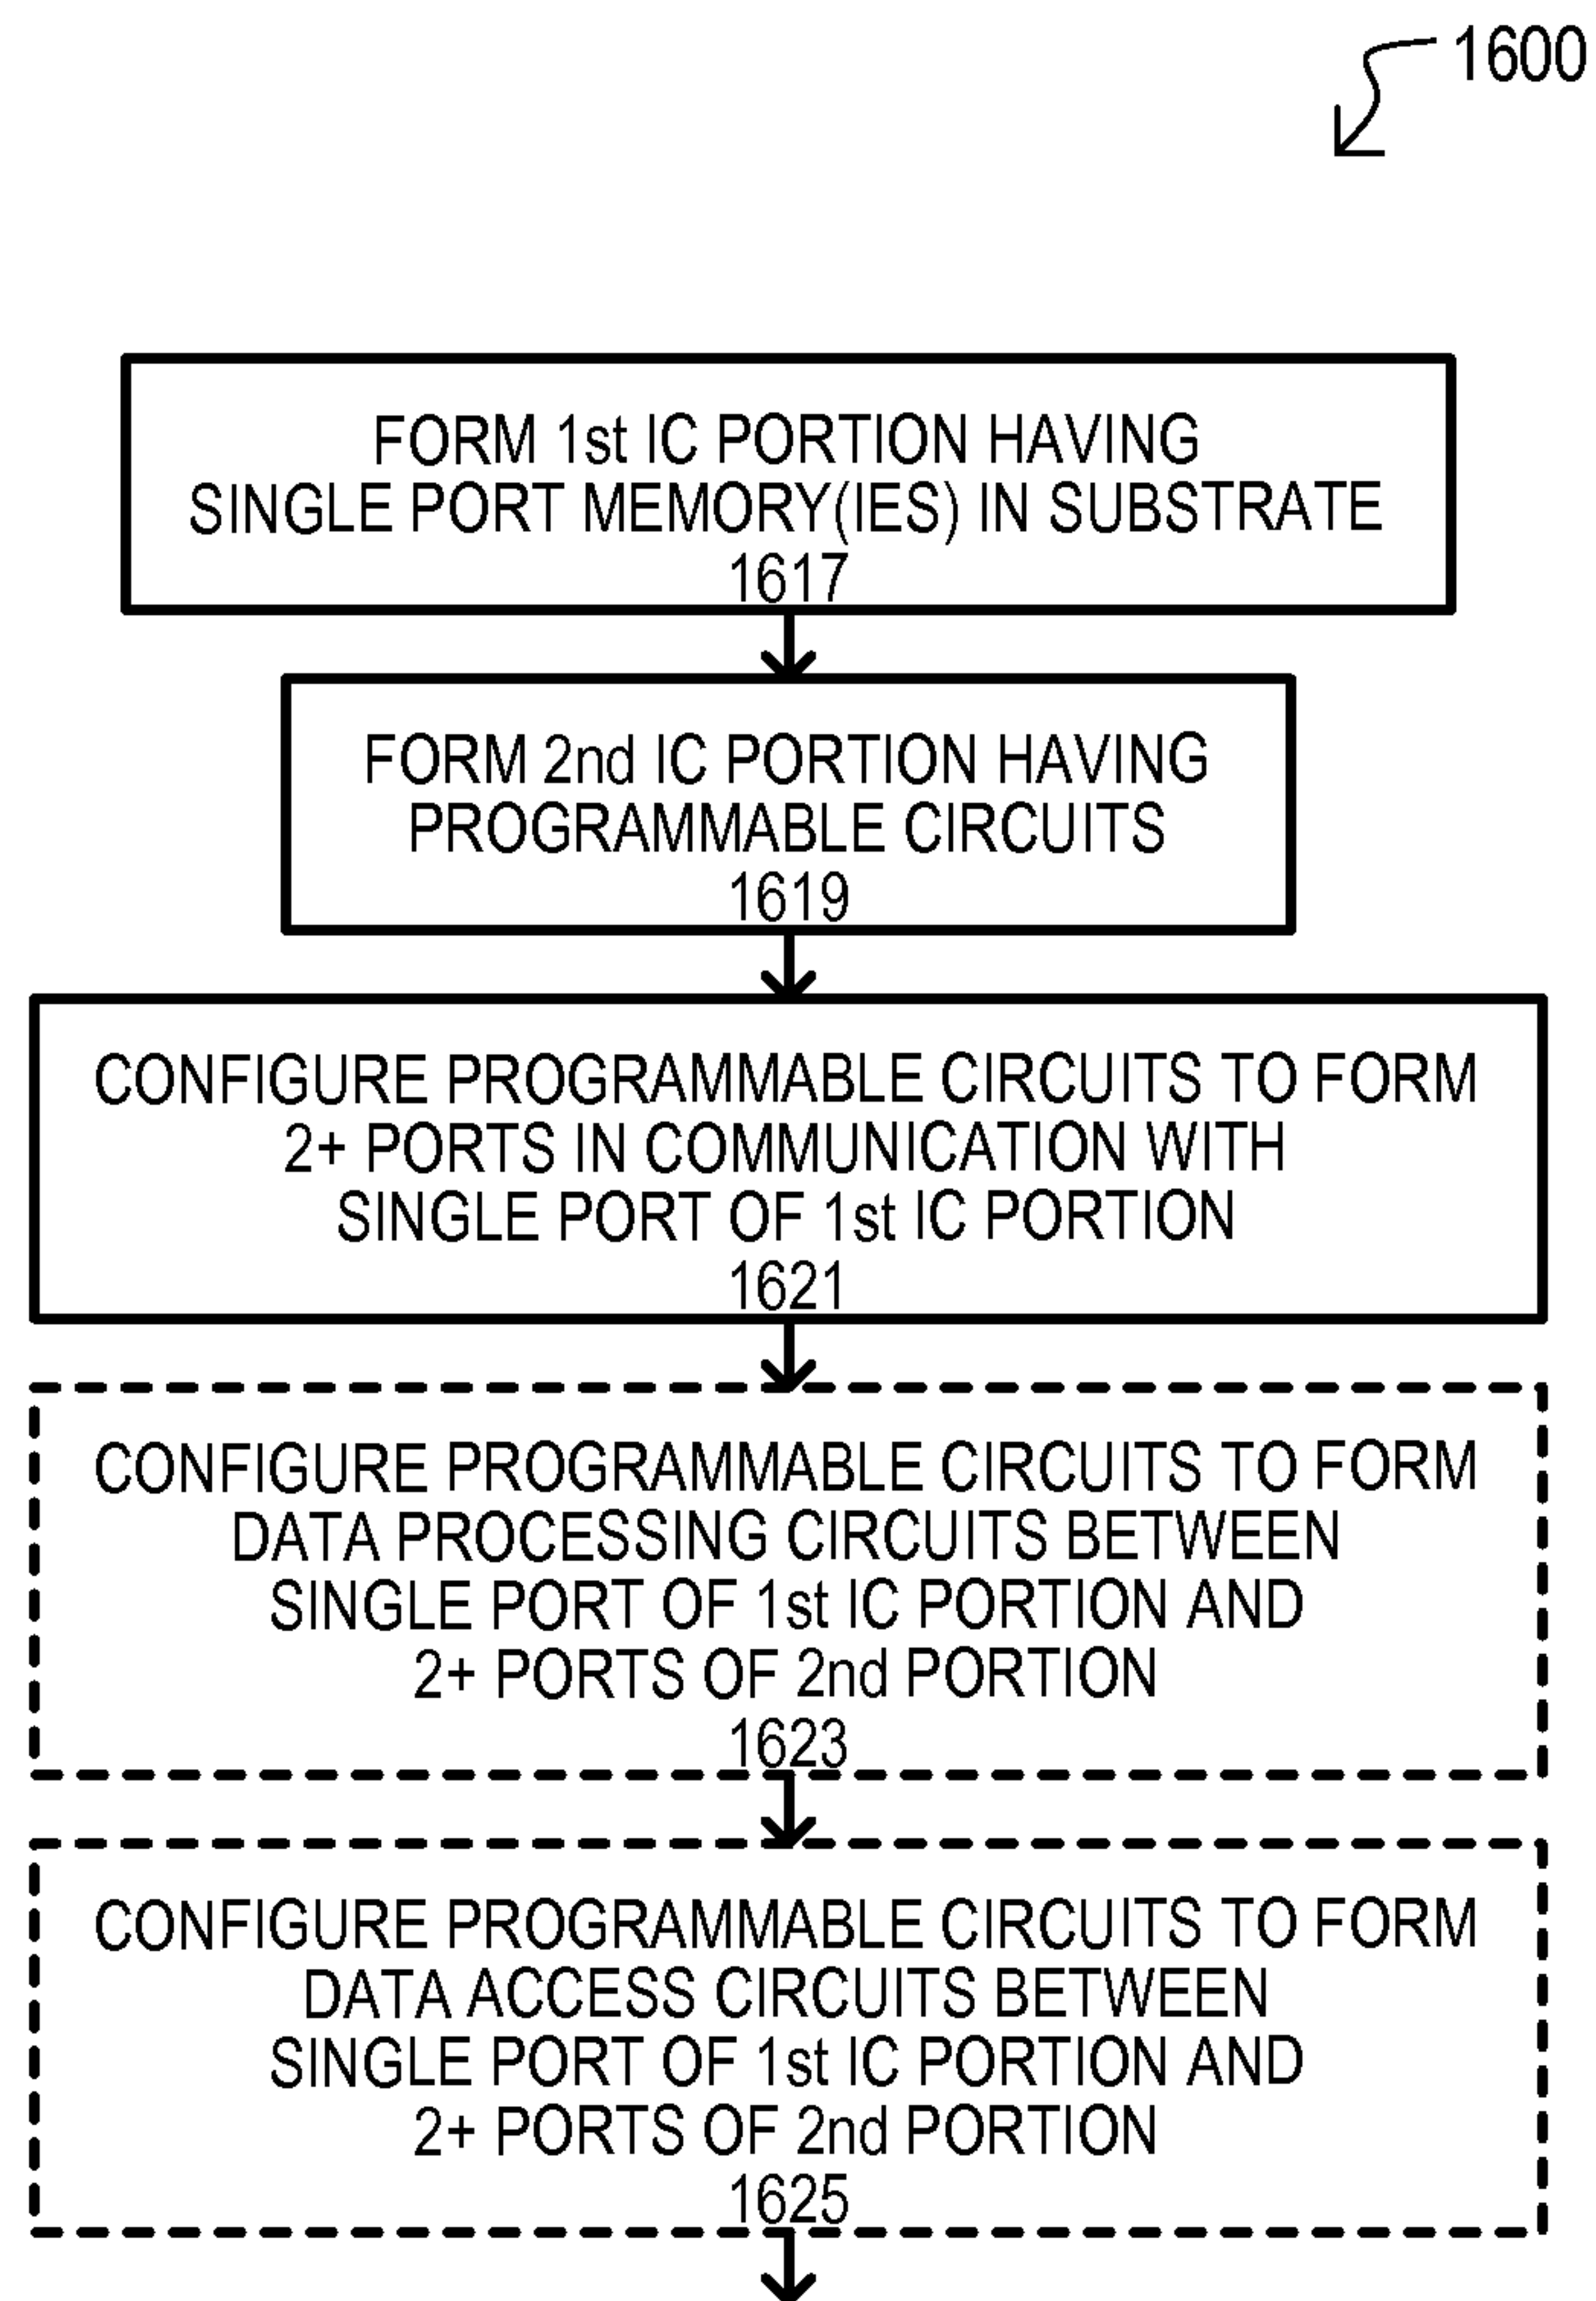 1600
FORM 1st IC PORTION HAVING
SINGLE PORT MEMORY(IES) IN SUBSTRATE
1617
FORM 2nd IC PORTION HAVING
PROGRAMMABLE CIRCUITS
1619
CONFIGURE PROGRAMMABLE CIRCUITS TO FORM
2+ PORTS IN COMMUNICATION WITH
SINGLE PORT OF 1st IC PORTION
1621
CONFIGURE PROGRAMMABLE CIRCUITS TO FORM
DATA PROCESSING CIRCUITS BETWEEN
SINGLE PORT OF 1st IC PORTION AND
2+ PORTS OF 2nd PORTION
1623
CONFIGURE PROGRAMMABLE CIRCUITS TO FORM
DATA ACCESS CIRCUITS BETWEEN
SINGLE PORT OF 1st IC PORTION AND
2+ PORTS OF 2nd PORTION
1625